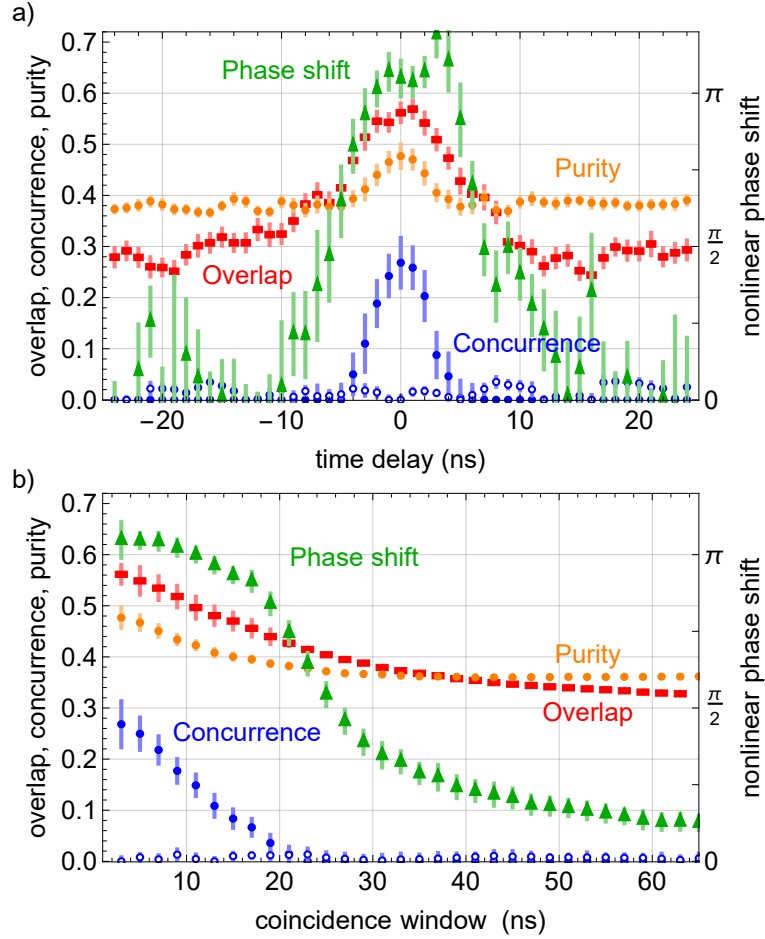 a)
0.7
0.6
0.5
0.4
0.3
0.2
0.1
0.0
overlap, concurrence, purity
Phase shift
Purity
Overlap
Concurrence
π
π/2
0
nonlinear phase shift
−20 −10 0 10 20
time delay (ns)
b)
0.7
0.6
0.5
0.4
0.3
0.2
0.1
0.0
overlap, concurrence, purity
Phase shift
Purity
Overlap
Concurrence
π
π/2
0
nonlinear phase shift
10 20 30 40 50 60
coincidence window (ns)